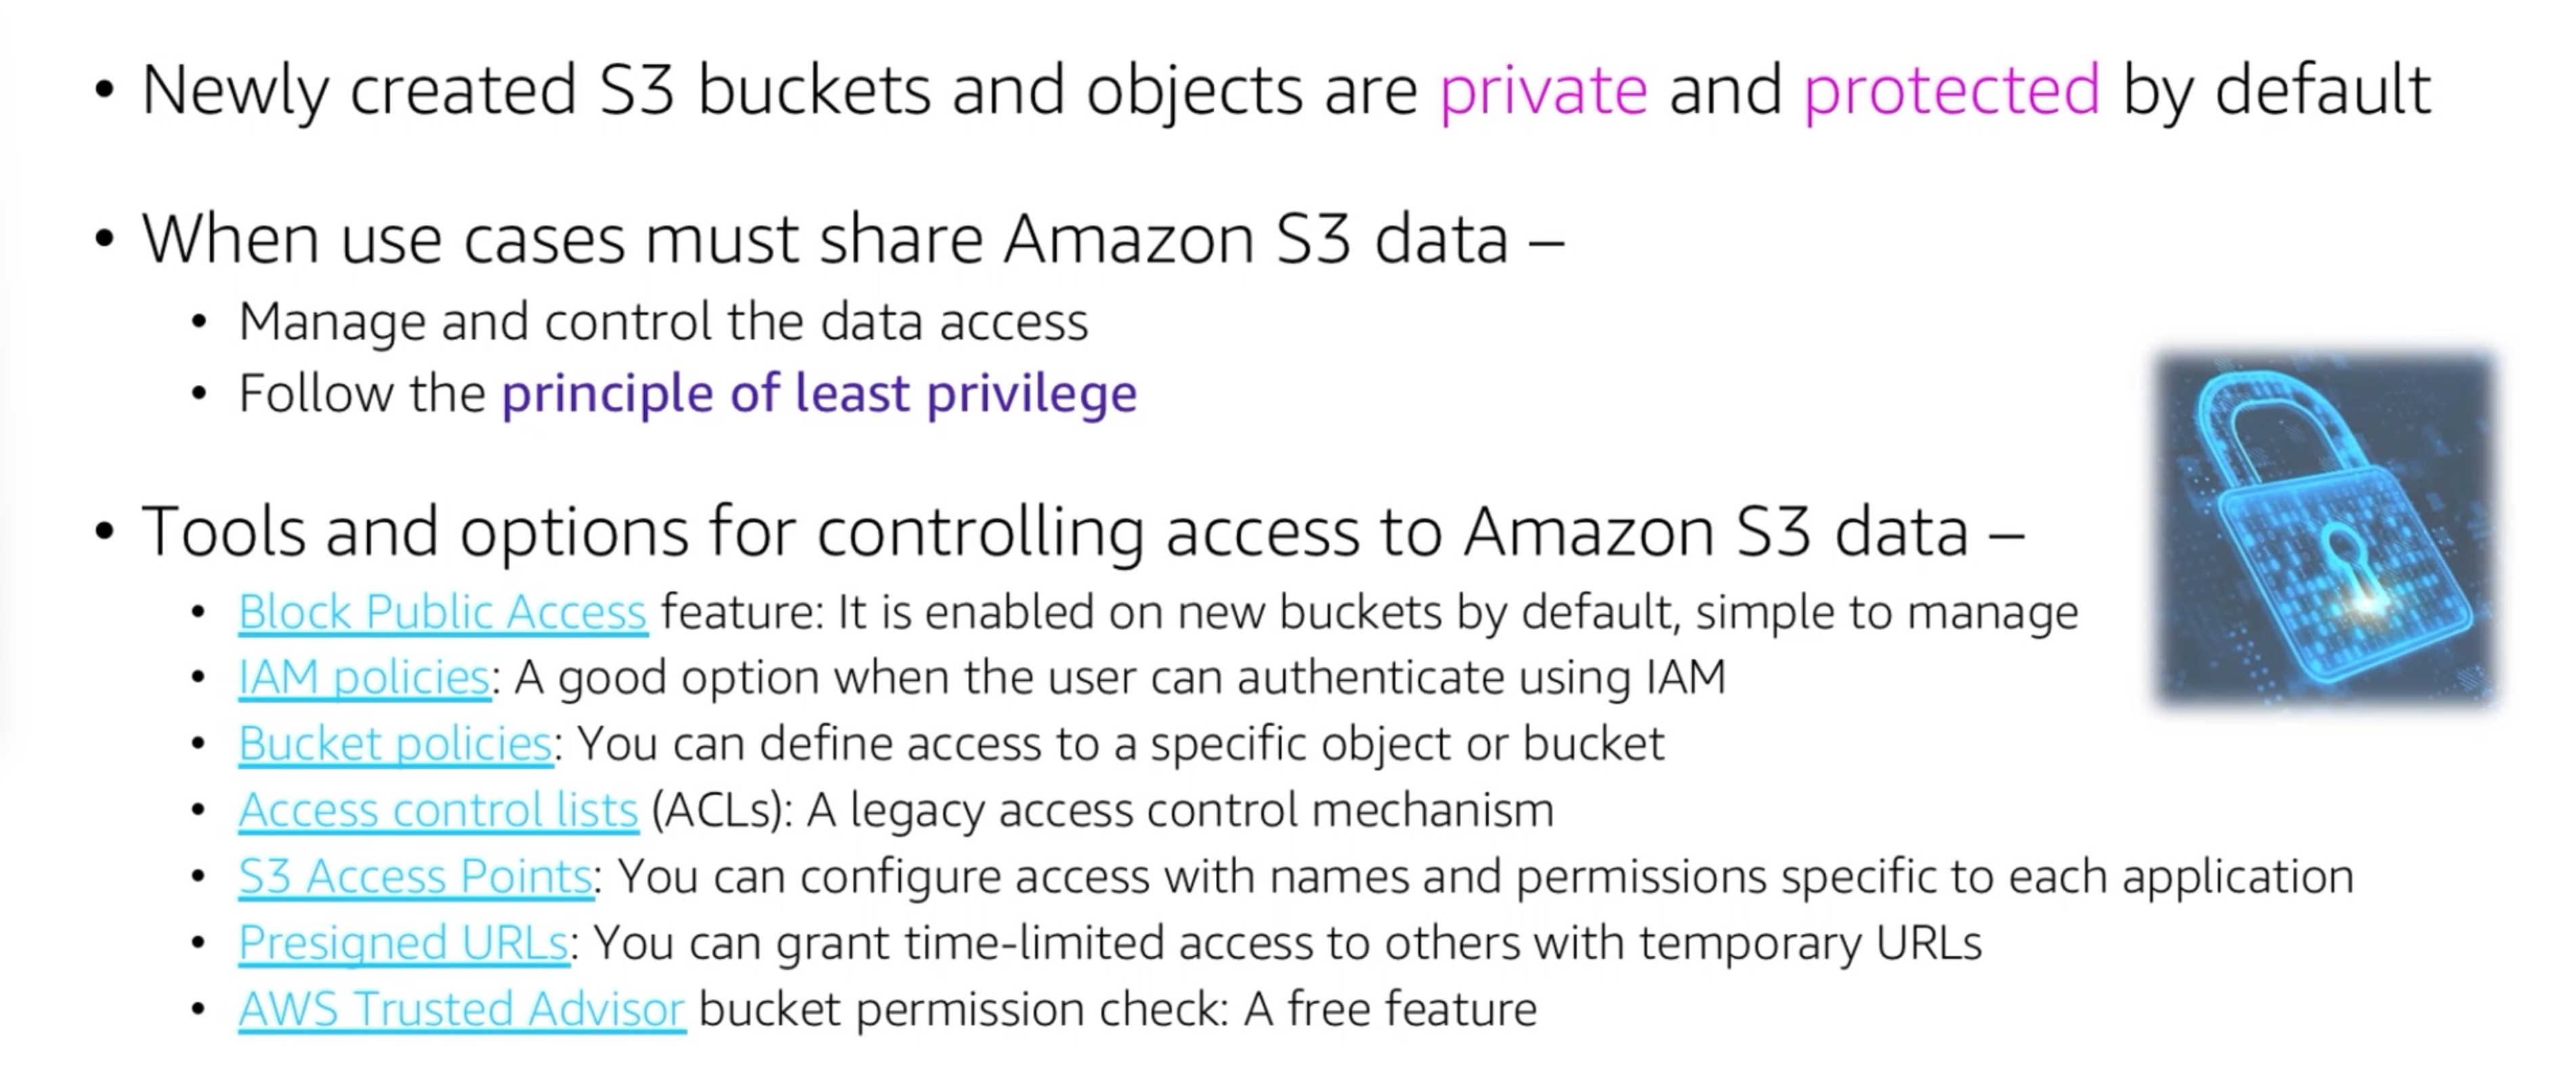 • Newly created S3 buckets and objects are private and protected by default
• When use cases must share Amazon S3 data –
• Manage and control the data access
• Follow the principle of least privilege
• Tools and options for controlling access to Amazon S3 data –
• Block Public Access feature: It is enabled on new buckets by default, simple to manage
• IAM policies: A good option when the user can authenticate using IAM
• Bucket policies: You can define access to a specific object or bucket
• Access control lists (ACLs): A legacy access control mechanism
• S3 Access Points: You can configure access with names and permissions specific to each application
• Presigned URLs: You can grant time-limited access to others with temporary URLs
• AWS Trusted Advisor bucket permission check: A free feature